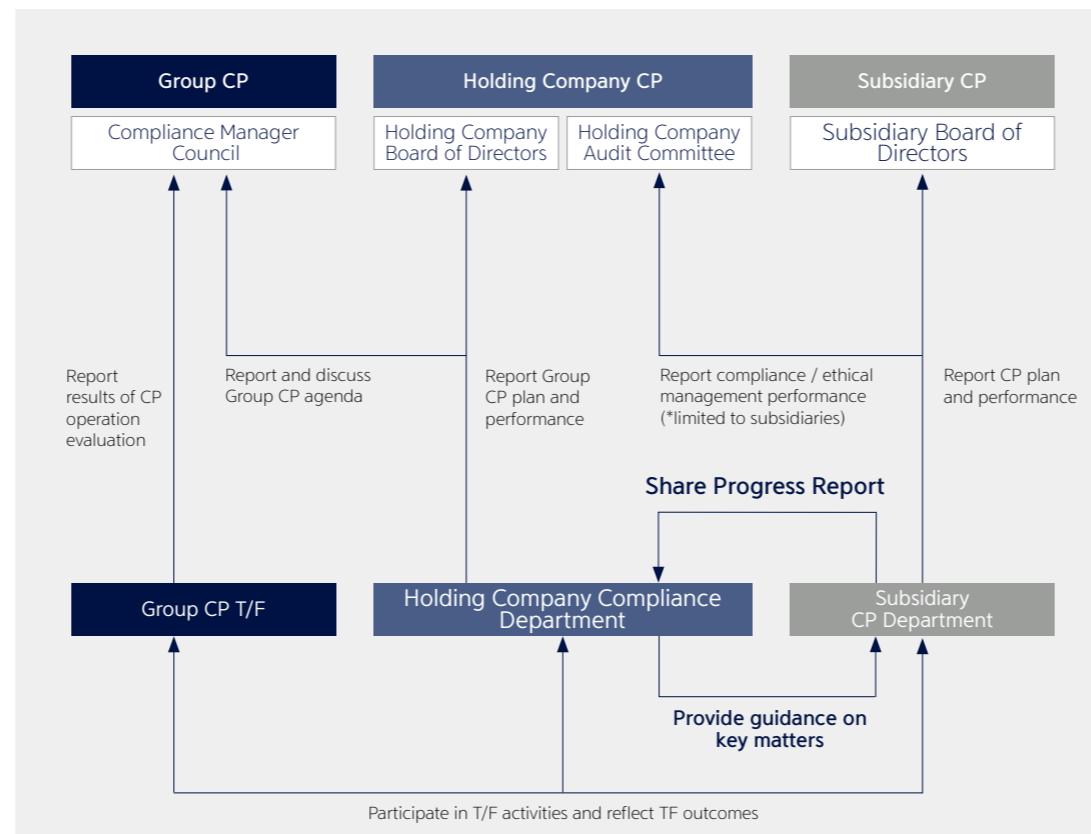 Group CP
Holding Company CP
Subsidiary CP
Compliance Manager
Council
Holding Company
Board of Directors
Holding Company
Audit Committee
Subsidiary Board of
Directors
Report
results of CP
operation
evaluation
Report and discuss
Group CP agenda
Report Group
CP plan and
performance
Report compliance / ethical
management performance
(*limited to subsidiaries)
Report CP plan
and performance
Share Progress Report
Group CP T/F
Holding Company Compliance
Department
Subsidiary
CP Department
Provide guidance on
key matters
Participate in T/F activities and reflect TF outcomes